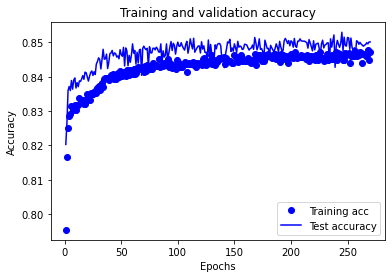 Training and validation accuracy
Accuracy
0.85
0.84
0.83
0.82
0.81
0.80
0
50
100
150
200
250
Epochs
Training acc
Test accuracy